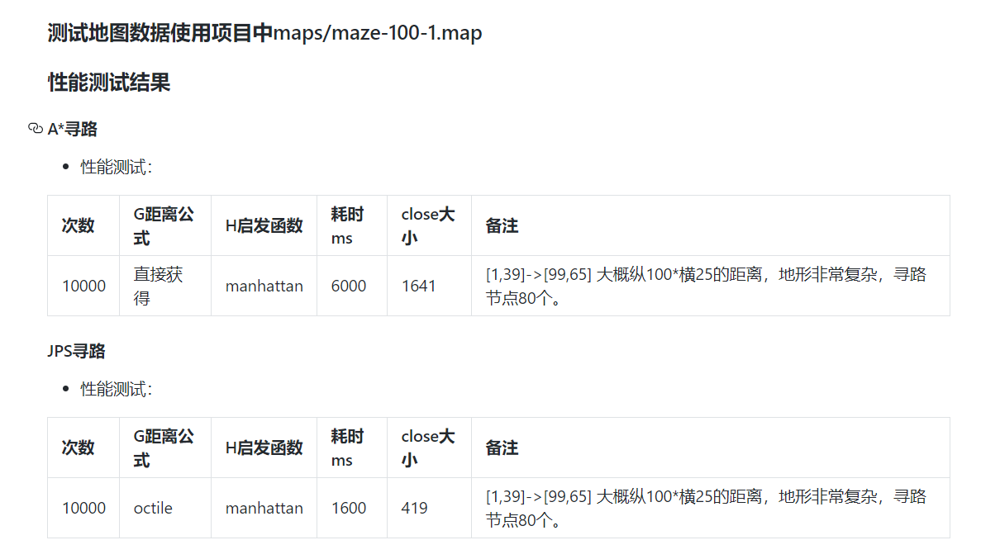 测试地图数据使用项目中maps/maze-100-1.map
性能测试结果
A*寻路
性能测试：
次数 G距离公式 H启发函数 耗时ms close大小 备注
10000 直接获得 manhattan 6000 1641 [1,39]->[99,65] 大概纵100*横25的距离，地形非常复杂，寻路
节点80个。
JPS寻路
性能测试：
次数 G距离公式 H启发函数 耗时ms close大小 备注
10000 octile manhattan 1600 419 [1,39]->[99,65] 大概纵100*横25的距离，地形非常复杂，寻路
节点80个。